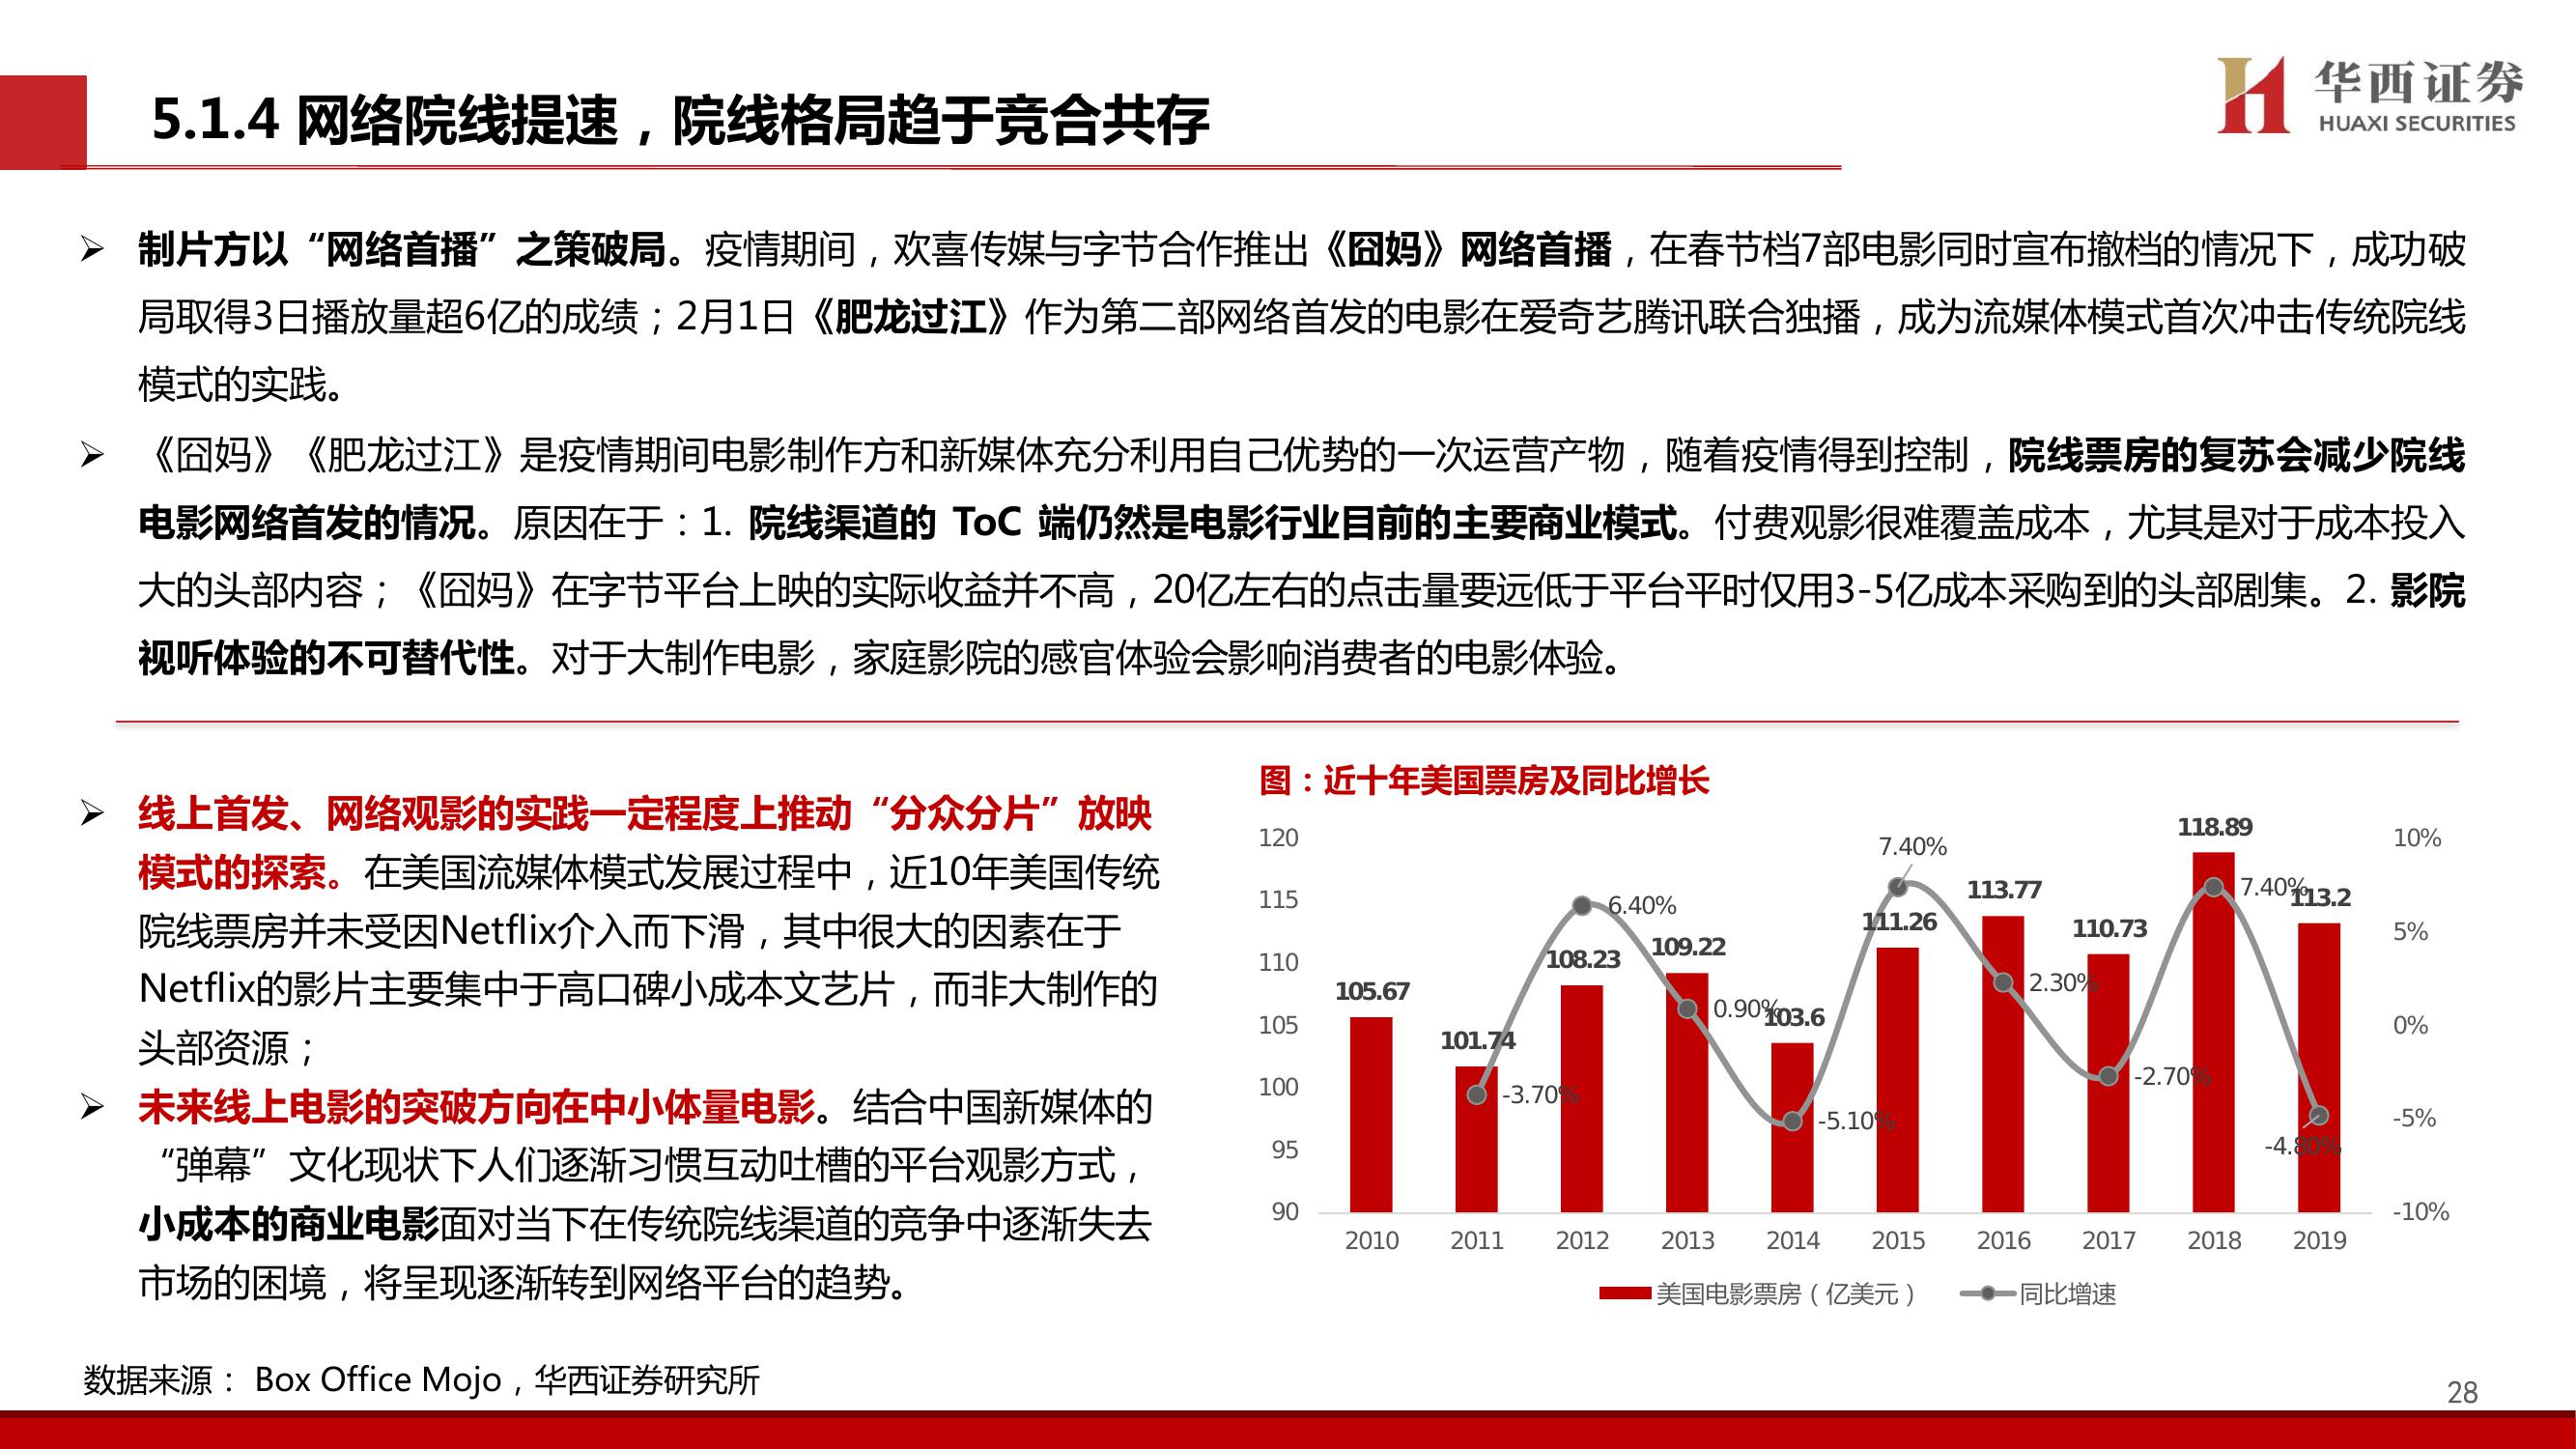 5.1.4 网络院线提速，院线格局趋于竞合共存
华西证券
HUAXI SECURITIES
制片方以“网络首播”之策破局。疫情期间，欢喜传媒与字节合作推出《囧妈》网络首播，在春节档7部电影同时宣布撤档的情况下，成功破
局取得3日播放量超6亿的成绩；2月1日《肥龙过江》作为第二部网络首发的电影在爱奇艺腾讯联合独播，成为流媒体模式首次冲击传统院线
模式的实践。
《囧妈》《肥龙过江》是疫情期间电影制作方和新媒体充分利用自己优势的一次运营产物，随着疫情得到控制，院线票房的复苏会减少院线
电影网络首发的情况。原因在于：1. 院线渠道的 ToC 端仍然是电影行业目前的主要商业模式。付费观影很难覆盖成本，尤其是对于成本投入
大的头部内容；《囧妈》在字节平台上映的实际收益并不高，20亿左右的点击量要远低于平台平时仅用3-5亿成本采购到的头部剧集。2. 影院
视听体验的不可替代性。对于大制作电影，家庭影院的感官体验会影响消费者的电影体验。
线上首发、网络观影的实践一定程度上推动“分众分片”放映
模式的探索。在美国流媒体模式发展过程中，近10年美国传统
院线票房并未受因Netflix介入而下滑，其中很大的因素在于
Netflix的影片主要集中于高口碑小成本文艺片，而非大制作的
头部资源；
未来线上电影的突破方向在中小体量电影。结合中国新媒体的
“弹幕”文化现状下人们逐渐习惯互动吐槽的平台观影方式，
小成本的商业电影面对当下在传统院线渠道的竞争中逐渐失去
市场的困境，将呈现逐渐转到网络平台的趋势。
图：近十年美国票房及同比增长
120
115
110
105
100
95
90
105.67
101.74
108.23
109.22
103.6
111.26
113.77
110.73
118.89
113.2
-3.70%
6.40%
0.90%
-5.10%
7.40%
2.30%
-2.70%
7.40%
-4.80%
10%
5%
0%
-5%
-10%
2010 2011 2012 2013 2014 2015 2016 2017 2018 2019
美国电影票房（亿美元） 同比增速
数据来源： Box Office Mojo，华西证券研究所
28